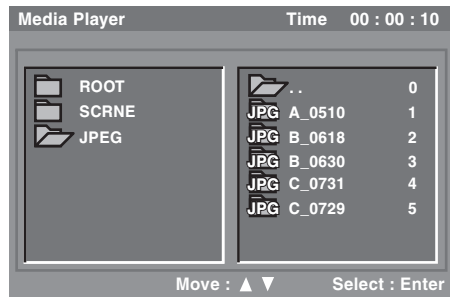 Media Player Time 00 : 00 : 10
ROOT
SCRNE
JPEG
. . 0
JPG A_0510 1
JPG B_0618 2
JPG B_0630 3
JPG C_0731 4
JPG C_0729 5
Move : ▲ ▼ Select : Enter